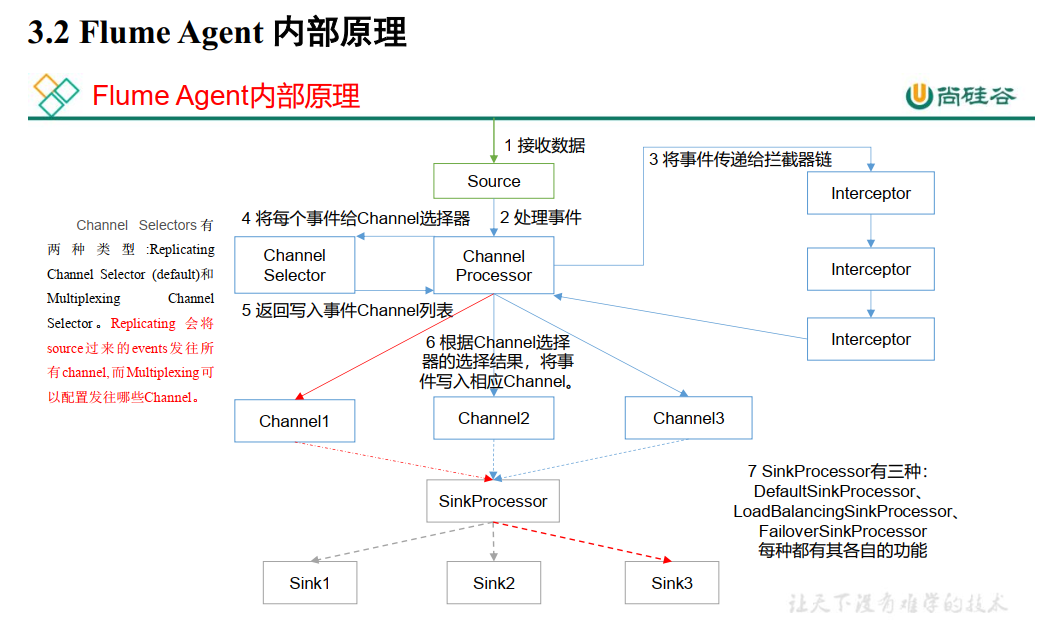 3.2 Flume Agent 内部原理
Flume Agent内部原理
尚硅谷
1 接收数据
Source
3 将事件传递给拦截器链
Interceptor
4 将每个事件给Channel选择器
2 处理事件
Channel Selectors有
两种类型:Replicating
Channel Selector (default)和
Multiplexing Channel
Selector。Replicating 会将
source过来的events发往所
有channel,而Multiplexing可
以配置发往哪些Channel。
Channel
Selector
Channel
Processor
Interceptor
5 返回写入事件Channel列表
Interceptor
6 根据Channel选择
器的选择结果，将事
件写入相应Channel。
Channel1
Channel2
Channel3
SinkProcessor
7 SinkProcessor有三种：
DefaultSinkProcessor、
LoadBalancingSinkProcessor、
FailoverSinkProcessor
每种都有其各自的功能
Sink1
Sink2
Sink3
让天下没有难学的技术